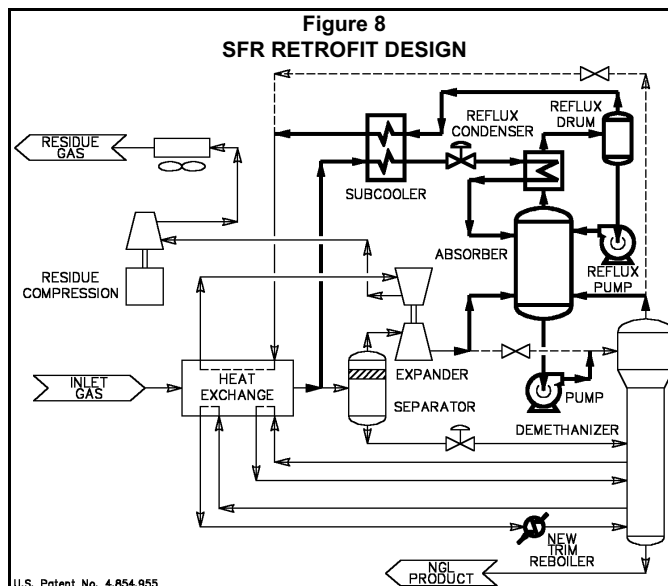 Figure 8
SFR RETROFIT DESIGN
RESIDUE
GAS
REFLUX
CONDENSER
REFLUX
DRUM
SUBCOOLER
ABSORBER
REFLUX
PUMP
RESIDUE
COMPRESSION
INLET
GAS
HEAT
EXCHANGE
EXPANDER
SEPARATOR
PUMP
DEMETHANIZER
NEW
TRIM
REBOILER
NGL
PRODUCT
U.S. Patent No. 4,854,955